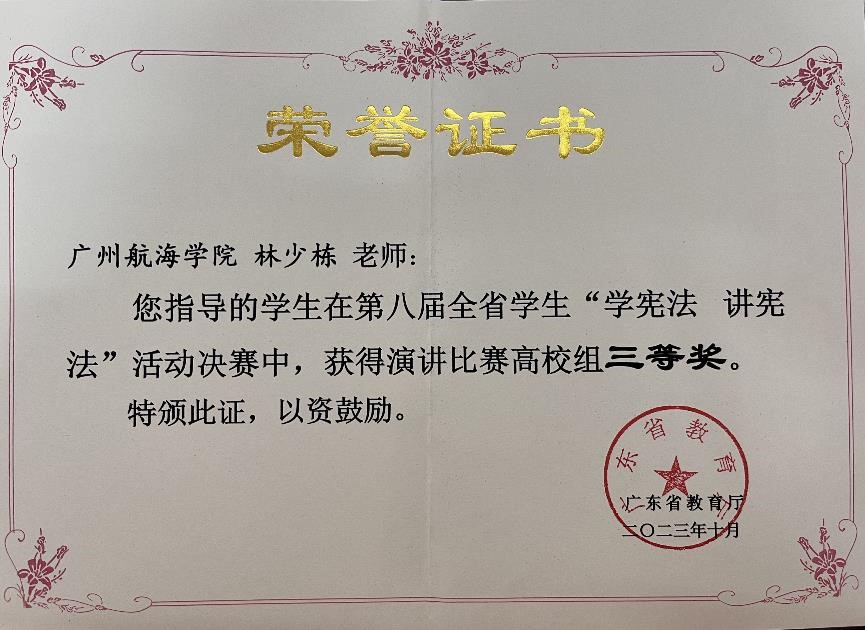 荣誉证书
广州航海学院 林少栋 老师：
您指导的学生在第八届全省学生“学宪法 讲宪
法”活动决赛中，获得演讲比赛高校组三等奖。
特颁此证，以资鼓励。
广东省教育厅
广东省教育厅
二〇二三年十月